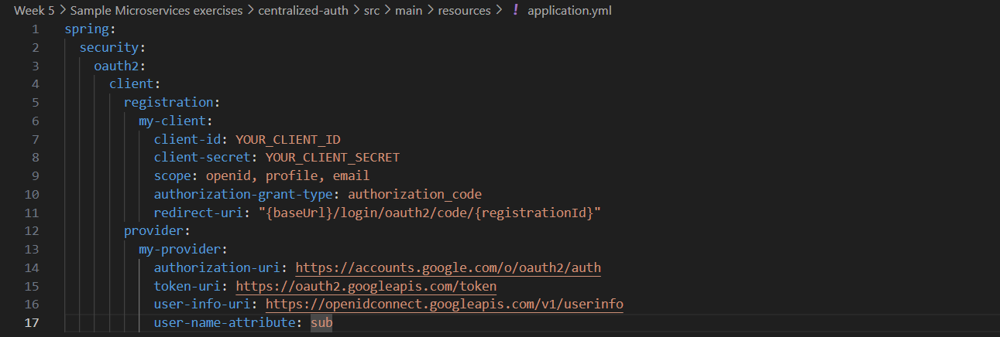 Week 5 > Sample Microservices exercises > centralized-auth > src > main > resources > ! application.yml
1 spring:
2 security:
3 oauth2:
4 client:
5 registration:
6 my-client:
7 client-id: YOUR_CLIENT_ID
8 client-secret: YOUR_CLIENT_SECRET
9 scope: openid, profile, email
10 authorization-grant-type: authorization_code
11 redirect-uri: "{baseUrl}/login/oauth2/code/{registrationId}"
12 provider:
13 my-provider:
14 authorization-uri: https://accounts.google.com/o/oauth2/auth
15 token-uri: https://oauth2.googleapis.com/token
16 user-info-uri: https://openidconnect.googleapis.com/v1/userinfo
17 user-name-attribute: sub